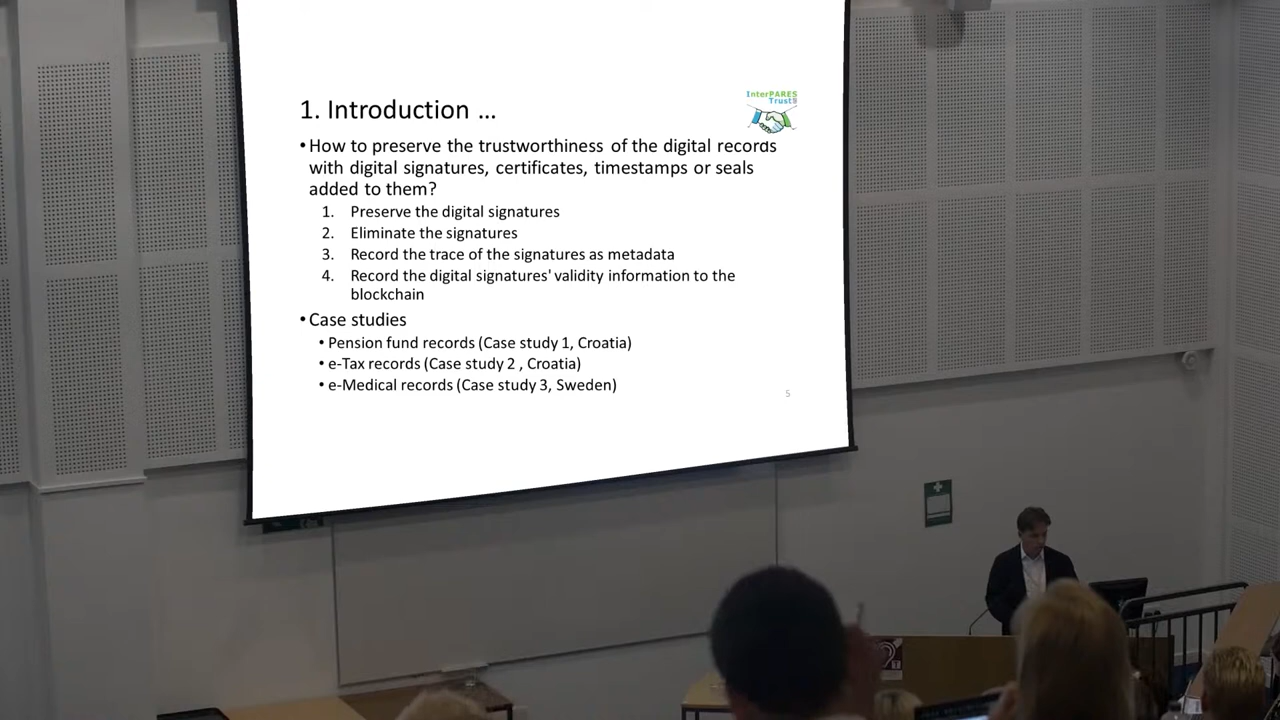 InterPARES
Trust
1. Introduction ...
• How to preserve the trustworthiness of the digital records
with digital signatures, certificates, timestamps or seals
added to them?
1. Preserve the digital signatures
2. Eliminate the signatures
3. Record the trace of the signatures as metadata
4. Record the digital signatures' validity information to the
blockchain
• Case studies
• Pension fund records (Case study 1, Croatia)
• e-Tax records (Case study 2 , Croatia)
• e-Medical records (Case study 3, Sweden)
5
T